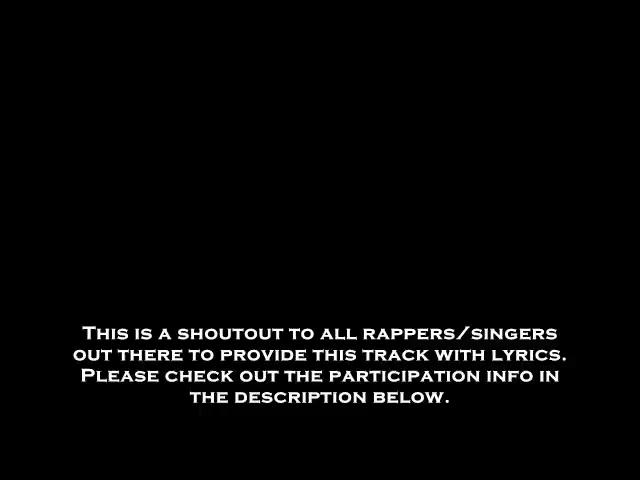 This is a shoutout to all rappers/singers
out there to provide this track with lyrics.
Please check out the participation info in
the description below.